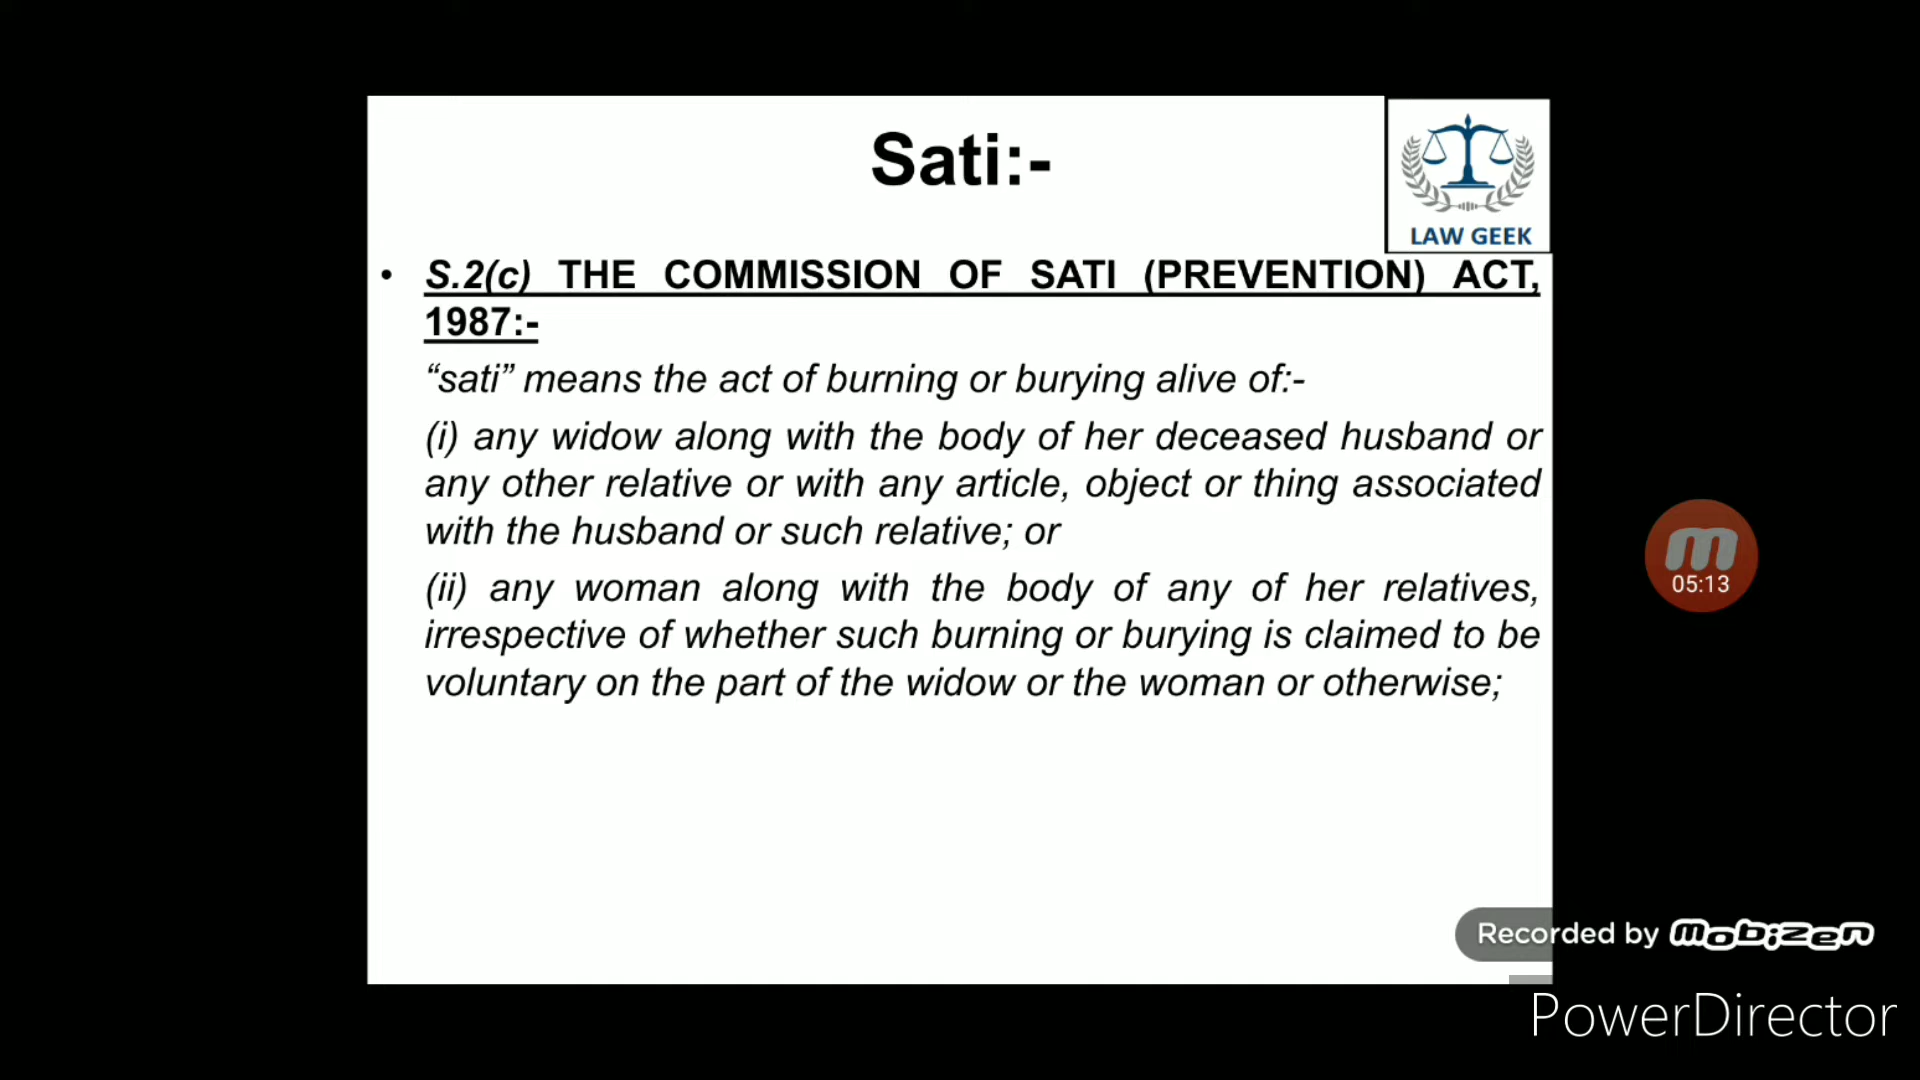 Sati:-
LAW GEEK
• S.2(c) THE COMMISSION OF SATI (PREVENTION) ACT,
1987:-
“sati” means the act of burning or burying alive of:-
(i) any widow along with the body of her deceased husband or
any other relative or with any article, object or thing associated
with the husband or such relative; or
(ii) any woman along with the body of any of her relatives,
irrespective of whether such burning or burying is claimed to be
voluntary on the part of the widow or the woman or otherwise;
m
05:13
Recorded by mobizen
PowerDirector